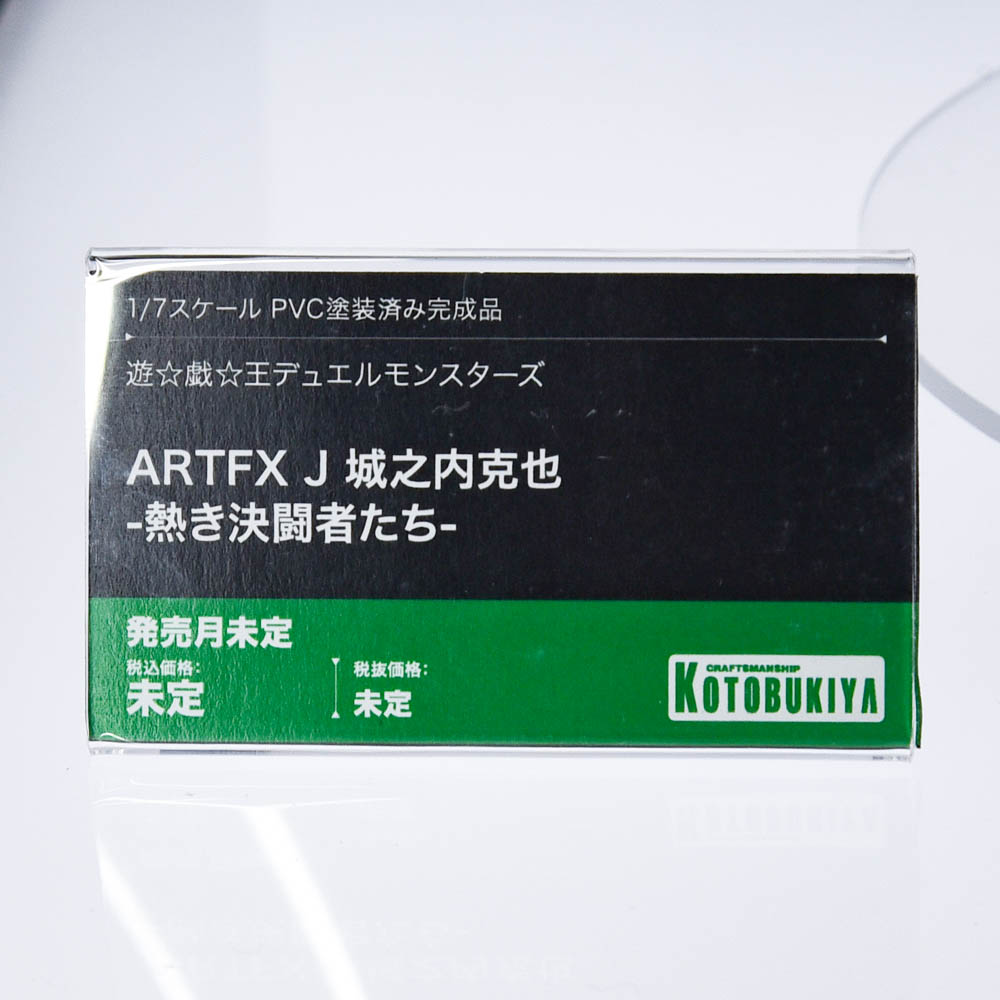 1/7スケール PVC塗装済み完成品
遊☆戯☆王デュエルモンスターズ
ARTFX J 城之内克也
-熱き決闘者たち-
発売月未定
税込価格:
未定
税抜価格:
未定
CRAFTSMANSHIP
KOTOBUKIYA